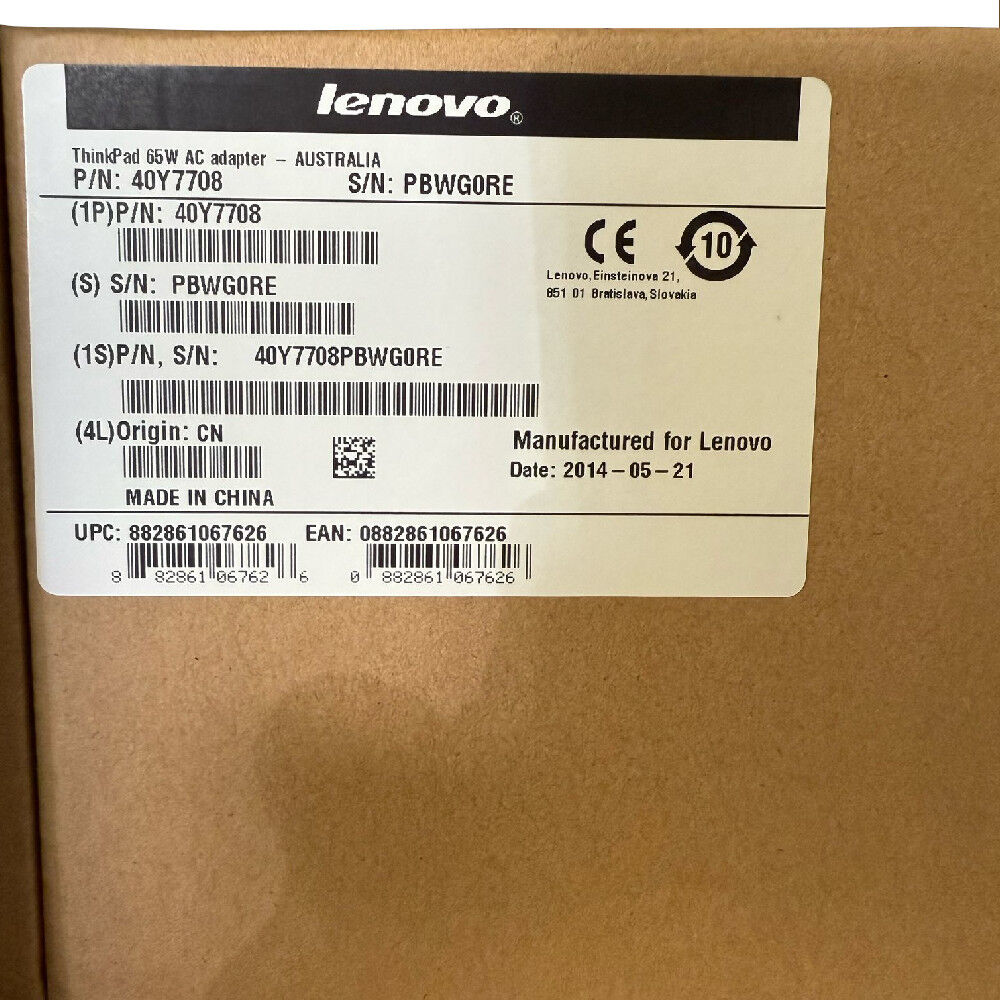 lenovo®
ThinkPad 65W AC adapter – AUSTRALIA
P/N: 40Y7708 S/N: PBWG0RE
(1P)P/N: 40Y7708
CE 10
Lenovo, Einsteinova 21,
851 01 Bratislava, Slovakia
(S) S/N: PBWG0RE
(1S)P/N, S/N: 40Y7708PBWG0RE
(4L)Origin: CN
MADE IN CHINA
Manufactured for Lenovo
Date: 2014-05-21
UPC: 882861067626 EAN: 0882861067626
8 82861 06762 6 0 882861 067626